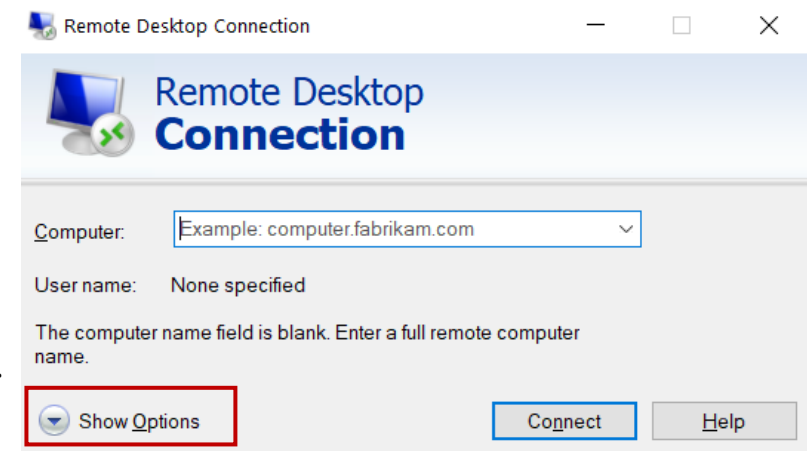 Remote Desktop Connection
Remote Desktop
Connection
Computer: Example: computer.fabrikam.com
User name: None specified
The computer name field is blank. Enter a full remote computer
name.
Show Options Connect Help